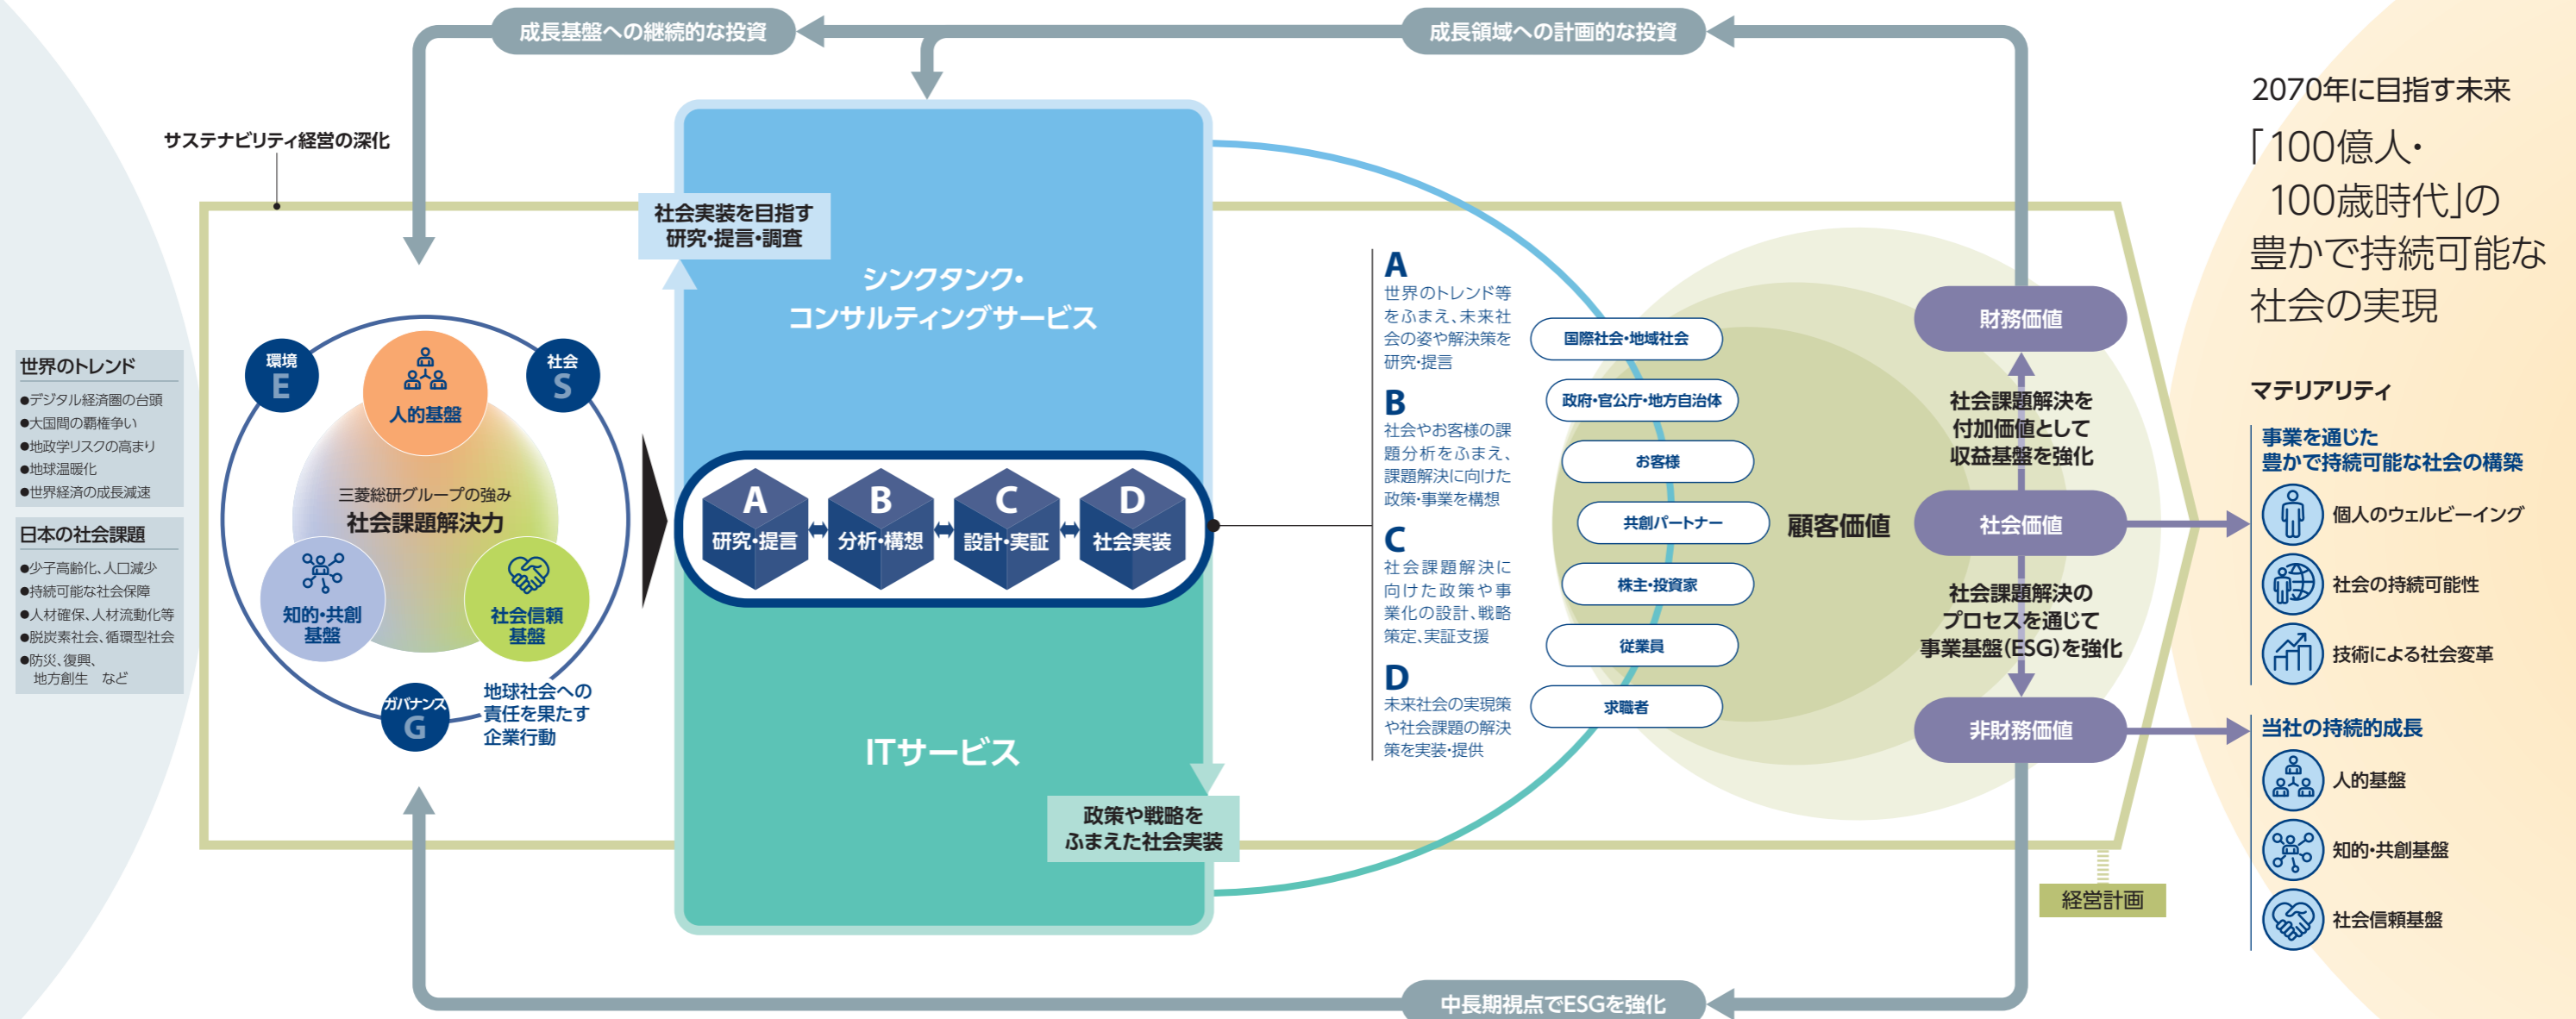 成長基盤への継続的な投資
成長領域への計画的な投資
サステナビリティ経営の深化
世界のトレンド
●デジタル経済圏の台頭
●大国間の覇権争い
●地政学リスクの高まり
●地球温暖化
●世界経済の成長減速
日本の社会課題
●少子高齢化、人口減少
●持続可能な社会保障
●人材確保、人材流動化等
●脱炭素社会、循環型社会
●防災、復興、
地方創生 など
環境
E
社会
S
人的基盤
三菱総研グループの強み
社会課題解決力
知的・共創
基盤
社会信頼
基盤
ガバナンス
G
地球社会への
責任を果たす
企業行動
社会実装を目指す
研究・提言・調査
シンクタンク・
コンサルティングサービス
A
研究・提言
B
分析・構想
C
設計・実証
D
社会実装
ITサービス
政策や戦略を
ふまえた社会実装
A
世界のトレンド等
をふまえ、未来社
会の姿や解決策を
研究・提言
B
社会やお客様の課
題分析をふまえ、
課題解決に向けた
政策・事業を構想
C
社会課題解決に
向けた政策や事
業化の設計、戦略
策定、実証支援
D
未来社会の実現策
や社会課題の解決
策を実装・提供
国際社会・地域社会
政府・官公庁・地方自治体
お客様
共創パートナー
株主・投資家
従業員
求職者
顧客価値
財務価値
社会課題解決を
付加価値として
収益基盤を強化
社会価値
社会課題解決の
プロセスを通じて
事業基盤(ESG)を強化
非財務価値
経営計画
中長期視点でESGを強化
2070年に目指す未来
「100億人・
100歳時代」の
豊かで持続可能な
社会の実現
マテリアリティ
事業を通じた
豊かで持続可能な社会の構築
個人のウェルビーイング
社会の持続可能性
技術による社会変革
当社の持続的成長
人的基盤
知的・共創基盤
社会信頼基盤